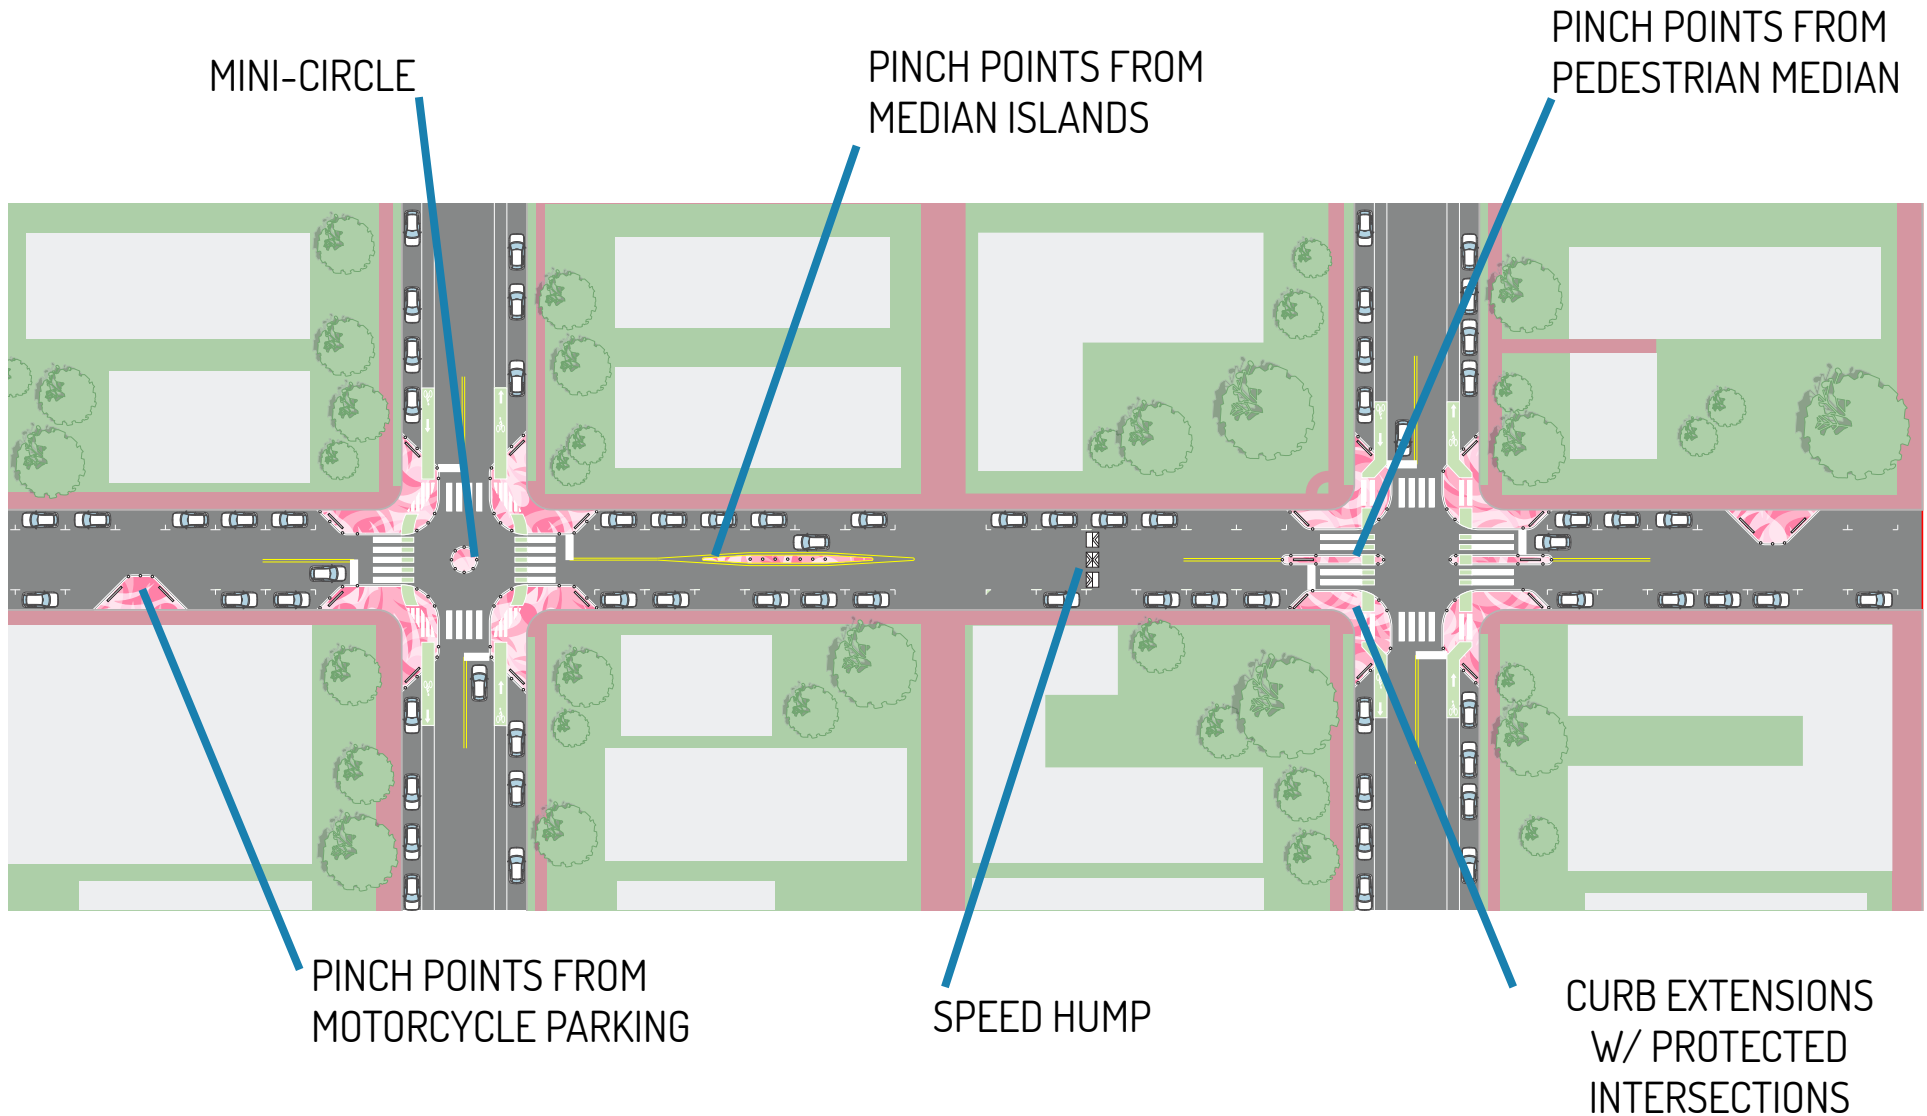 MINI-CIRCLE
PINCH POINTS FROM
MEDIAN ISLANDS
PINCH POINTS FROM
PEDESTRIAN MEDIAN
PINCH POINTS FROM
MOTORCYCLE PARKING
SPEED HUMP
CURB EXTENSIONS
W/ PROTECTED
INTERSECTIONS